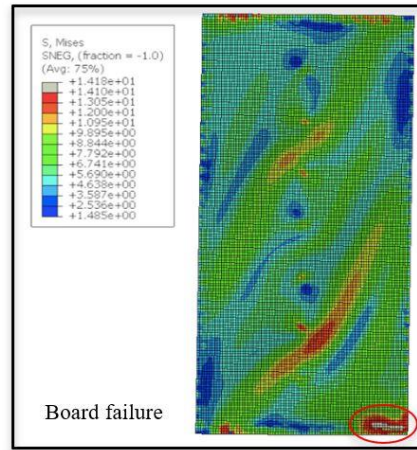 S, Mises
SNEG, (fraction = -1.0)
(Avg: 75%)
+1.418e+01
+1.410e+01
+1.305e+01
+1.200e+01
+1.095e+01
+9.895e+00
+8.844e+00
+7.792e+00
+6.741e+00
+5.690e+00
+4.638e+00
+3.587e+00
+2.536e+00
+1.485e+00
Board failure